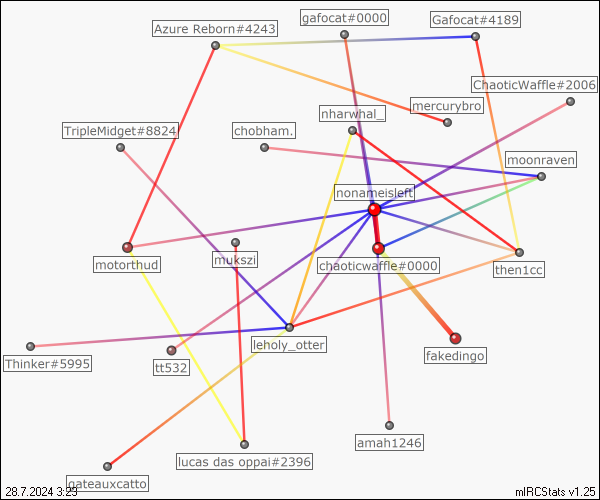 gafocat#0000
Gafocat#4189
Azure Reborn#4243
ChaoticWaffle#2006
mercurybro
nharwhal_
TripleMidget#8824
chobham.
moonraven
nonameisleft
mukszi
motorthud
chaoticwaffle#0000
then1cc
leholy_otter
fakedingo
Thinker#5995
tt532
amah1246
lucas das oppai#2396
gateauxcatto
28.7.2024 3:23
mIRCStats v1.25